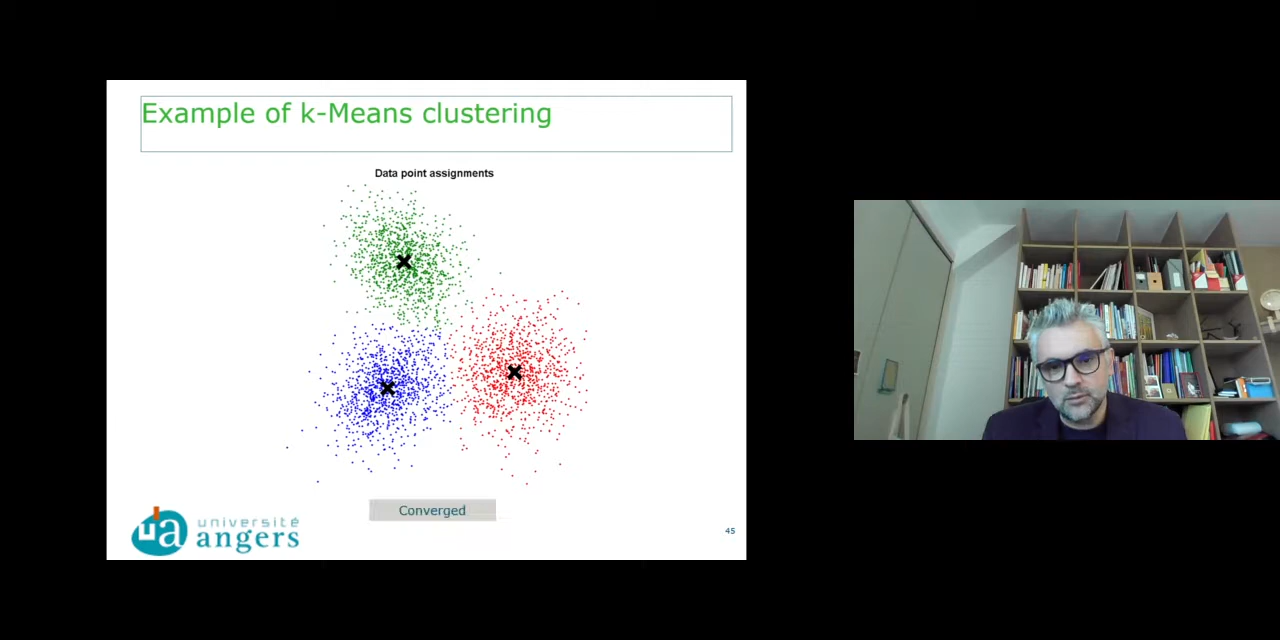 Example of k-Means clustering
Data point assignments
Converged
université
angers
45